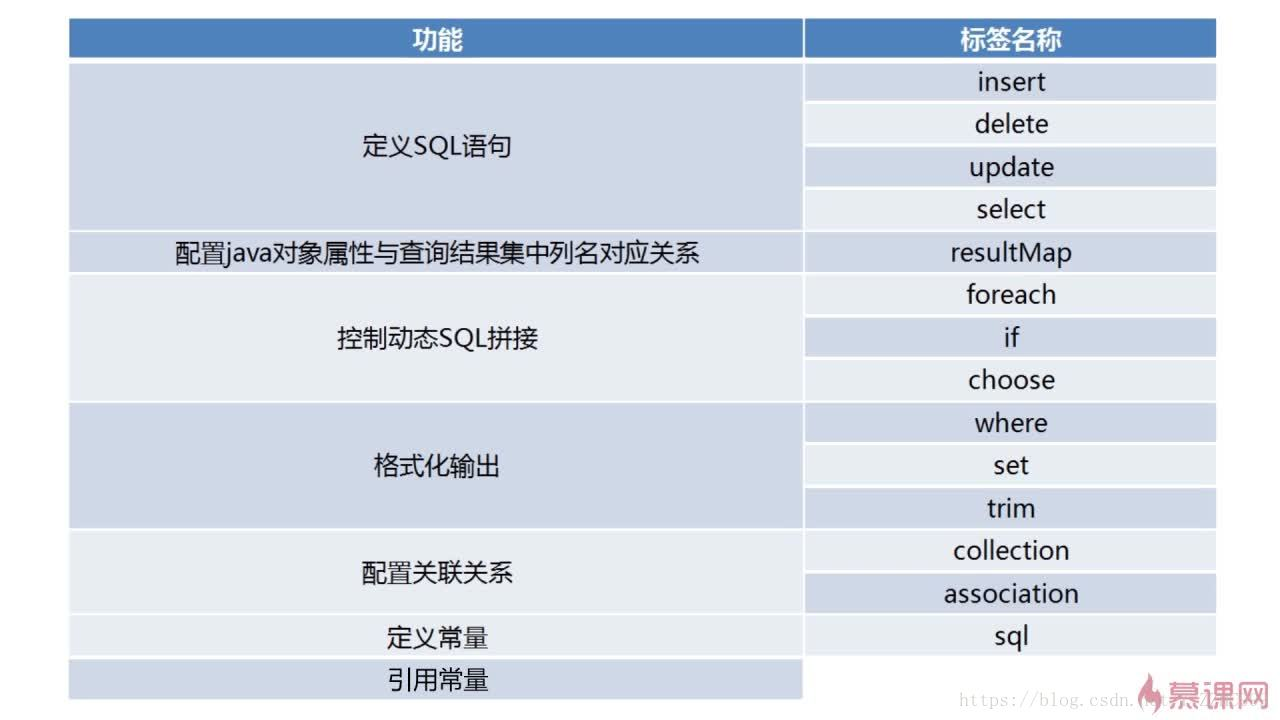 功能 标签名称
定义SQL语句 insert
delete
update
select
配置java对象属性与查询结果集中列名对应关系 resultMap
控制动态SQL拼接 foreach
if
choose
格式化输出 where
set
trim
配置关联关系 collection
association
定义常量 sql
引用常量
https://blog.csdn.
慕课网